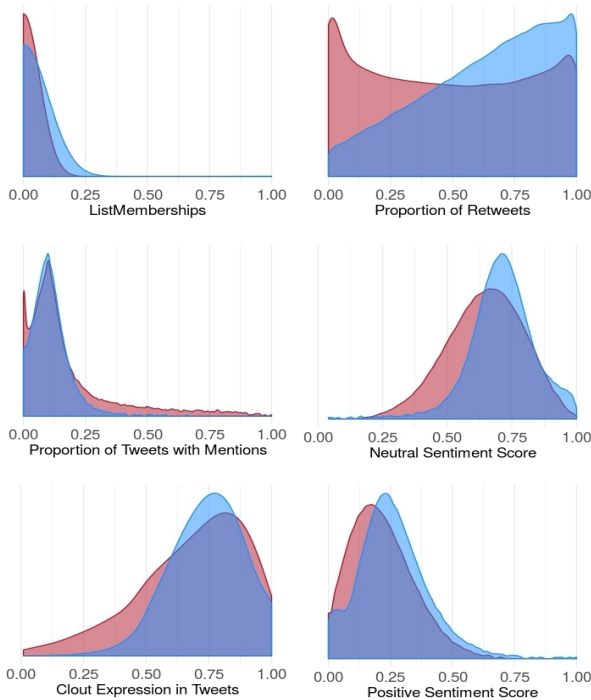 0.00 0.25 0.50 0.75 1.00
ListMemberships
0.00 0.25 0.50 0.75 1.00
Proportion of Retweets
0.00 0.25 0.50 0.75 1.00
Proportion of Tweets with Mentions
0.00 0.25 0.50 0.75 1.00
Neutral Sentiment Score
0.00 0.25 0.50 0.75 1.00
Clout Expression in Tweets
0.00 0.25 0.50 0.75 1.00
Positive Sentiment Score